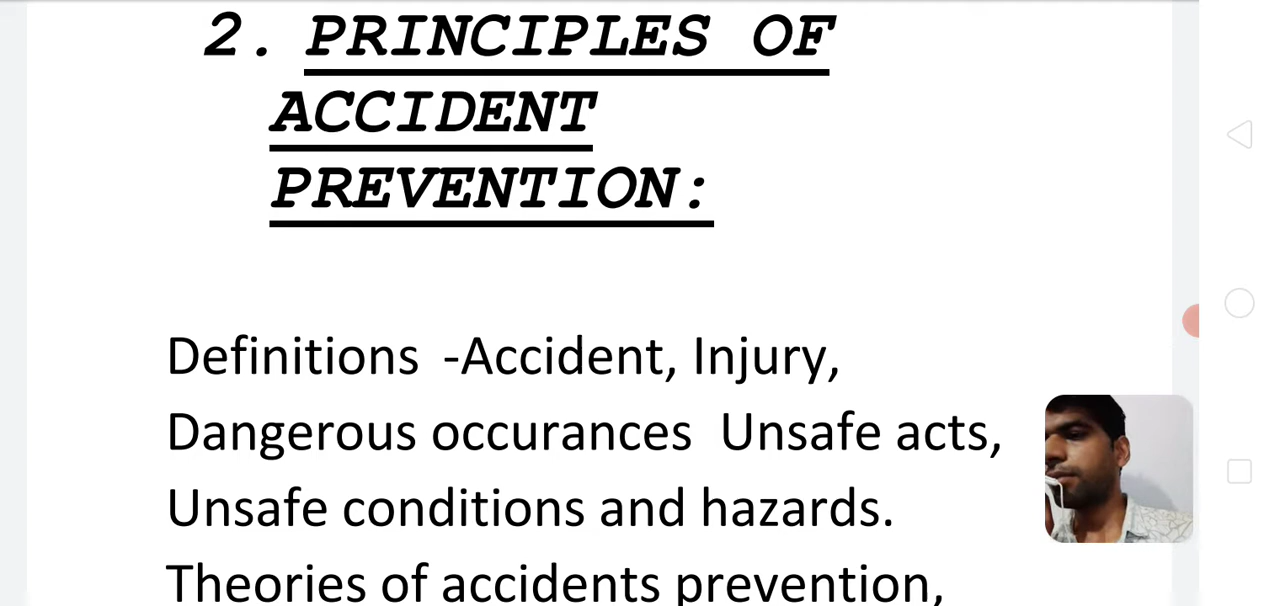 2. PRINCIPLES OF
ACCIDENT
PREVENTION:
Definitions -Accident, Injury,
Dangerous occurances Unsafe acts,
Unsafe conditions and hazards.
Theories of accidents prevention,